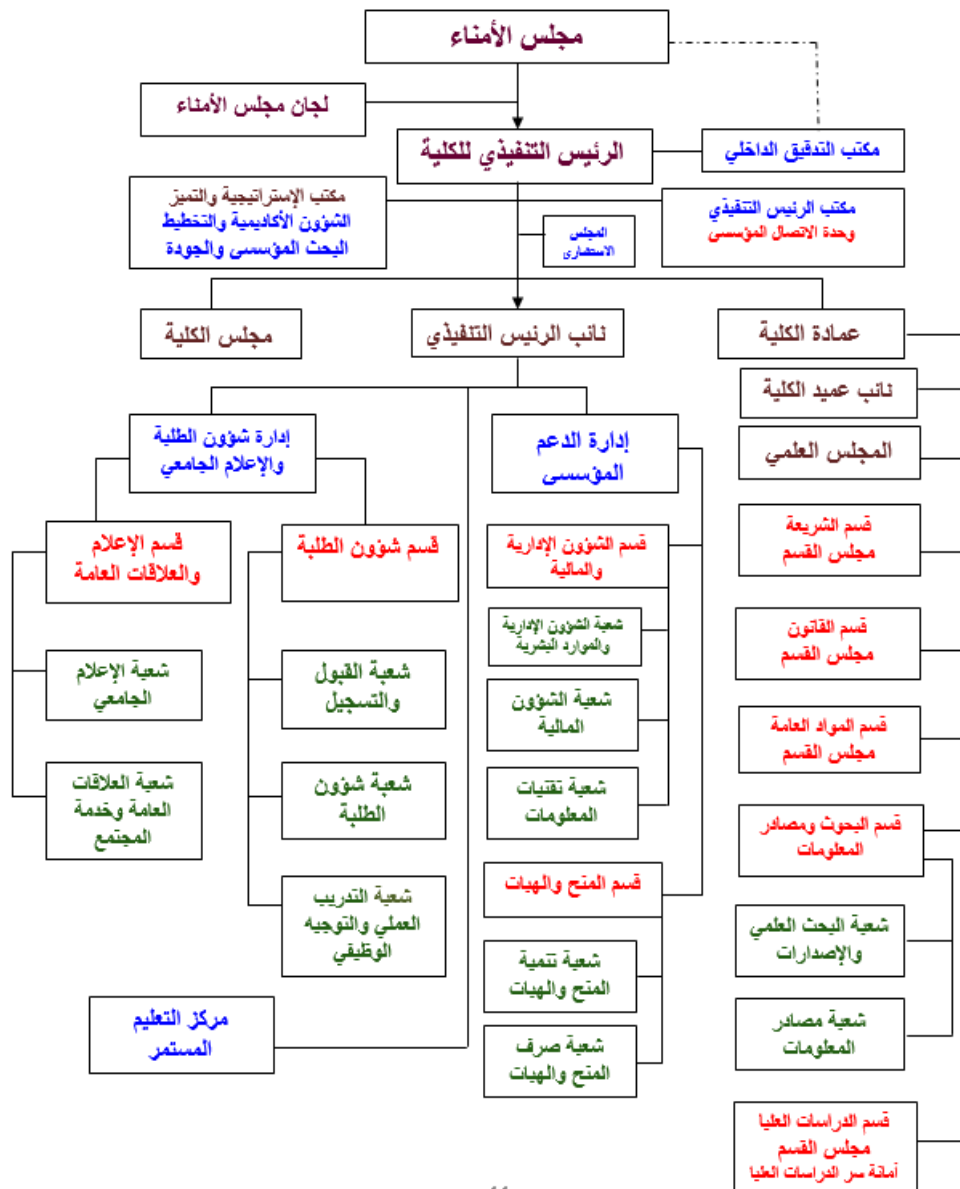 مجلس الأمناء
لجان مجلس الأمناء
الرئيس التنفيذي للكلية
مكتب التدقيق الداخلي
مكتب الرئيس التنفيذي
وحدة الاتصال المؤسسي
مكتب الإستراتيجية والتميز
الشؤون الأكاديمية والتخطيط
البحث المؤسسي والجودة
المجلس
الاستشاري
عمادة الكلية
نائب الرئيس التنفيذي
مجلس الكلية
نائب عميد الكلية
المجلس العلمي
قسم الشريعة
مجلس القسم
قسم القانون
مجلس القسم
قسم المواد العامة
مجلس القسم
قسم البحوث ومصادر
المعلومات
شعبة البحث العلمي
والإصدارات
شعبة مصادر
المعلومات
قسم الدراسات العليا
مجلس القسم
أمانة سر الدراسات العليا
إدارة الدعم
المؤسسي
قسم الشؤون الإدارية
والمالية
شعبة الشؤون الإدارية
والموارد البشرية
شعبة الشؤون
المالية
شعبة تقنيات
المعلومات
قسم المنح والهبات
شعبة تنمية
المنح والهبات
شعبة صرف
المنح والهبات
إدارة شؤون الطلبة
والإعلام الجامعي
قسم شؤون الطلبة
شعبة القبول
والتسجيل
شعبة شؤون
الطلبة
شعبة التدريب
العملي والتوجيه
الوظيفي
قسم الإعلام
والعلاقات العامة
شعبة الإعلام
الجامعي
شعبة العلاقات
العامة وخدمة
المجتمع
مركز التعليم
المستمر